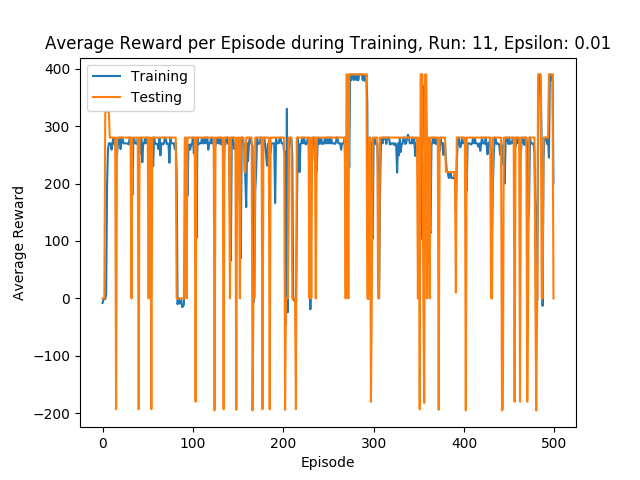 Average Reward per Episode during Training, Run: 11, Epsilon: 0.01
400
300
200
100
0
−100
−200
Average Reward
Training
Testing
0 100 200 300 400 500
Episode